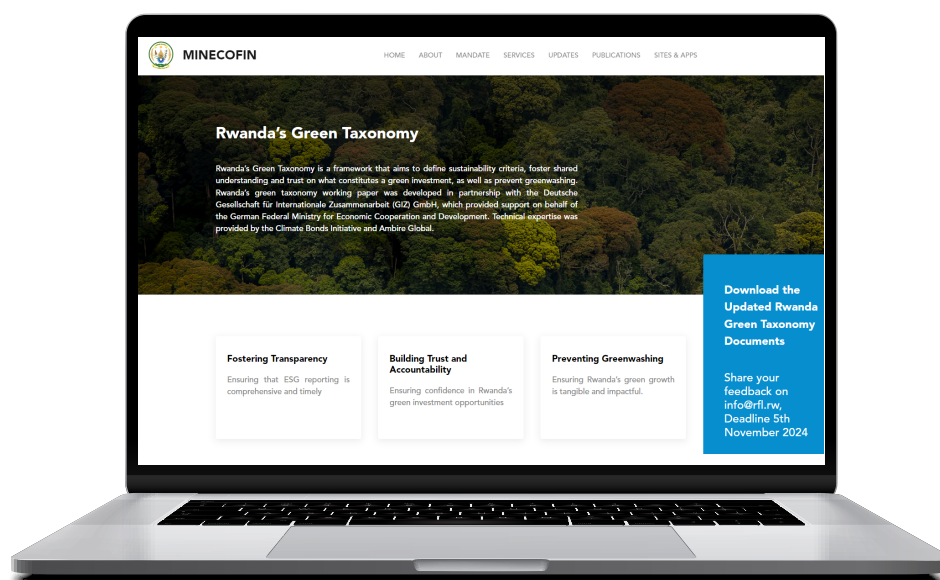 MINECOFIN
HOME ABOUT MANDATE SERVICES UPDATES PUBLICATIONS SITES & APPS
Rwanda's Green Taxonomy
Rwanda's Green Taxonomy is a framework that aims to define sustainability criteria, foster shared
understanding and trust on what constitutes a green investment, as well as prevent greenwashing.
Rwanda's green taxonomy working paper was developed in partnership with the Deutsche
Gesellschaft für Internationale Zusammenarbeit (GIZ) GmbH, which provided support on behalf of
the German Federal Ministry for Economic Cooperation and Development. Technical expertise was
provided by the Climate Bonds Initiative and Ambire Global.
Download the
Updated Rwanda
Green Taxonomy
Documents
Share your
feedback on
info@rfl.rw,
Deadline 5th
November 2024
Fostering Transparency
Ensuring that ESG reporting is
comprehensive and timely
Building Trust and
Accountability
Ensuring confidence in Rwanda's
green investment opportunities
Preventing Greenwashing
Ensuring Rwanda's green growth
is tangible and impactful.